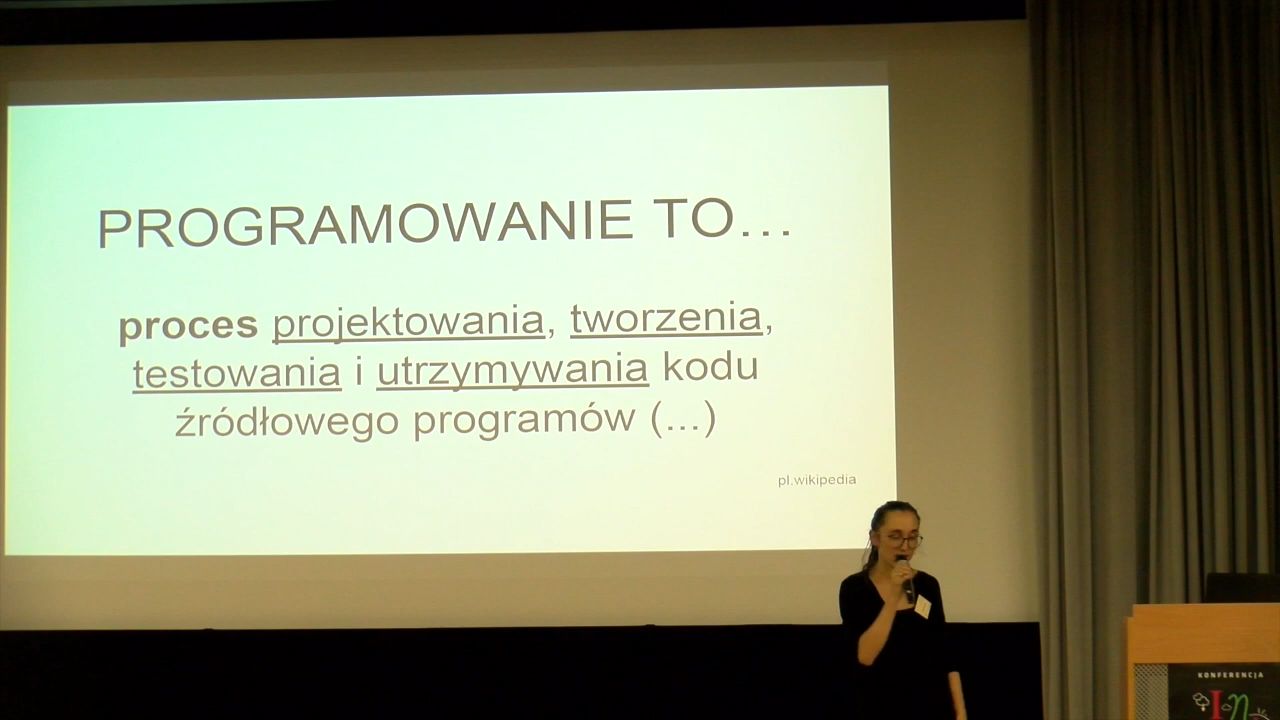 PROGRAMOWANIE TO...
proces projektowania, tworzenia,
testowania i utrzymywania kodu
źródłowego programów (...)
pl.wikipedia
KONFERENCJA